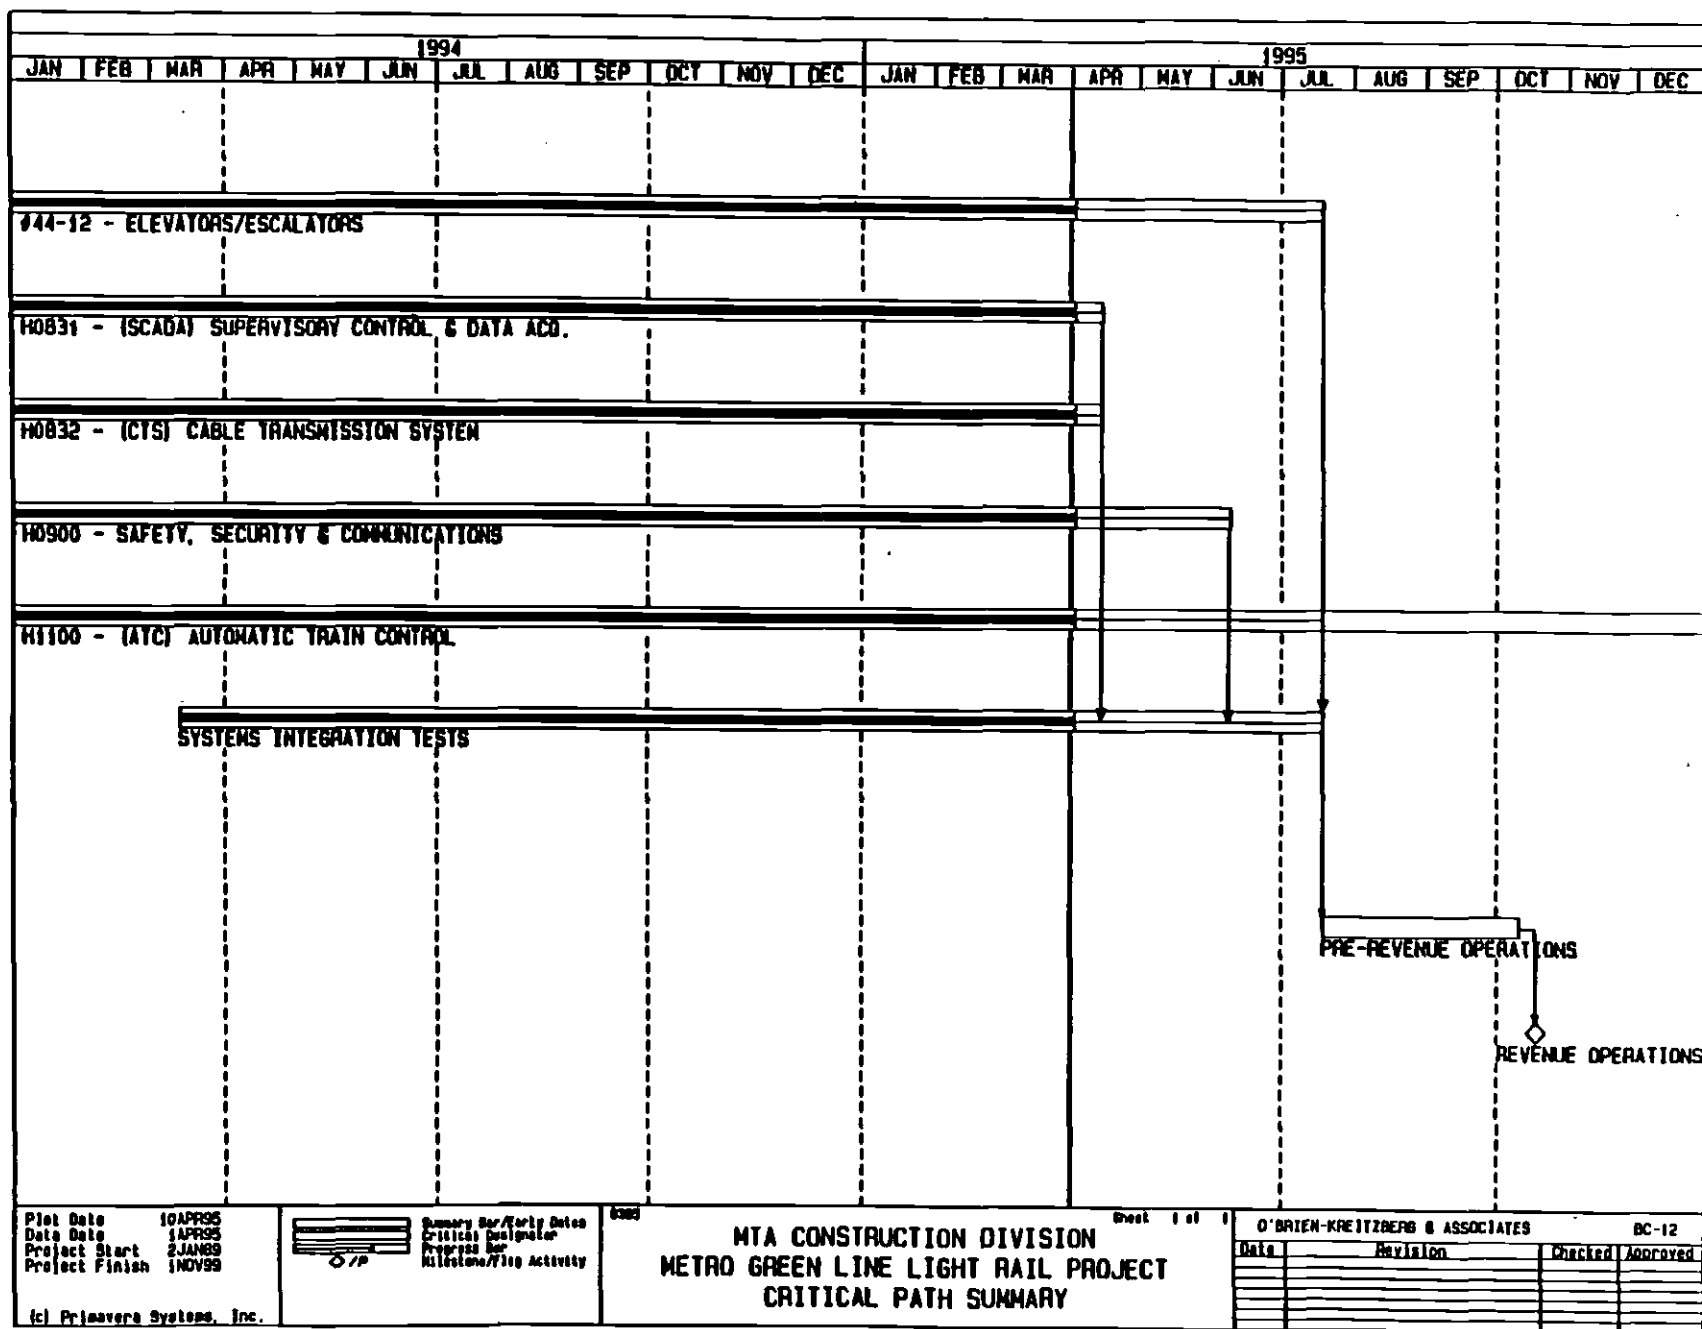 1994 1995
JAN FEB MAR APR MAY JUN JUL AUG SEP OCT NOV DEC JAN FEB MAR APR MAY JUN JUL AUG SEP OCT NOV DEC
#44-12 - ELEVATORS/ESCALATORS
H0831 - (SCADA) SUPERVISORY CONTROL & DATA ACQ.
H0832 - (CTS) CABLE TRANSMISSION SYSTEM
H0900 - SAFETY, SECURITY & COMMUNICATIONS
H1100 - (ATC) AUTOMATIC TRAIN CONTROL
SYSTEMS INTEGRATION TESTS
PRE-REVENUE OPERATIONS
REVENUE OPERATIONS
Plot Date 10APR95
Data Date 1APR95
Project Start 2JAN89
Project Finish 1NOV99
(c) Primavera Systems, Inc.
Summary Bar/Early Dates
Critical Designator
Progress Bar
Milestone/Flag Activity
Sheet 1 of 1
MTA CONSTRUCTION DIVISION
METRO GREEN LINE LIGHT RAIL PROJECT
CRITICAL PATH SUMMARY
O'BRIEN-KREITZBERG & ASSOCIATES BC-12
Date Revision Checked Approved